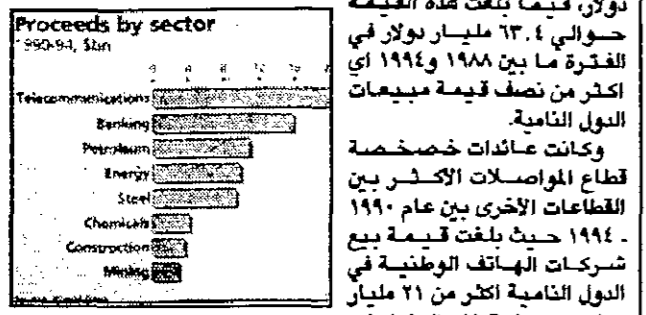 Proceeds by sector
1990-94, $bn
Telecommunications
Banking
Petroleum
Energy
Steel
Chemicals
Construction
Mining
دولار، فيما بلغت هذه القيمة
حوالي ٦٣.٤ مليار دولار في
الفترة ما بين ١٩٨٨ و١٩٩٤ اي
اكثر من نصف قيمة مبيعات
الدول النامية.
وكانت عائدات خصخصة
قطاع المواصلات الأكثر بين
القطاعات الأخرى بين عام ١٩٩٠
- ١٩٩٤ حيث بلغت قيمة بيع
شركات الهاتف الوطنية في
الدول النامية اكثر من ٢١ مليار